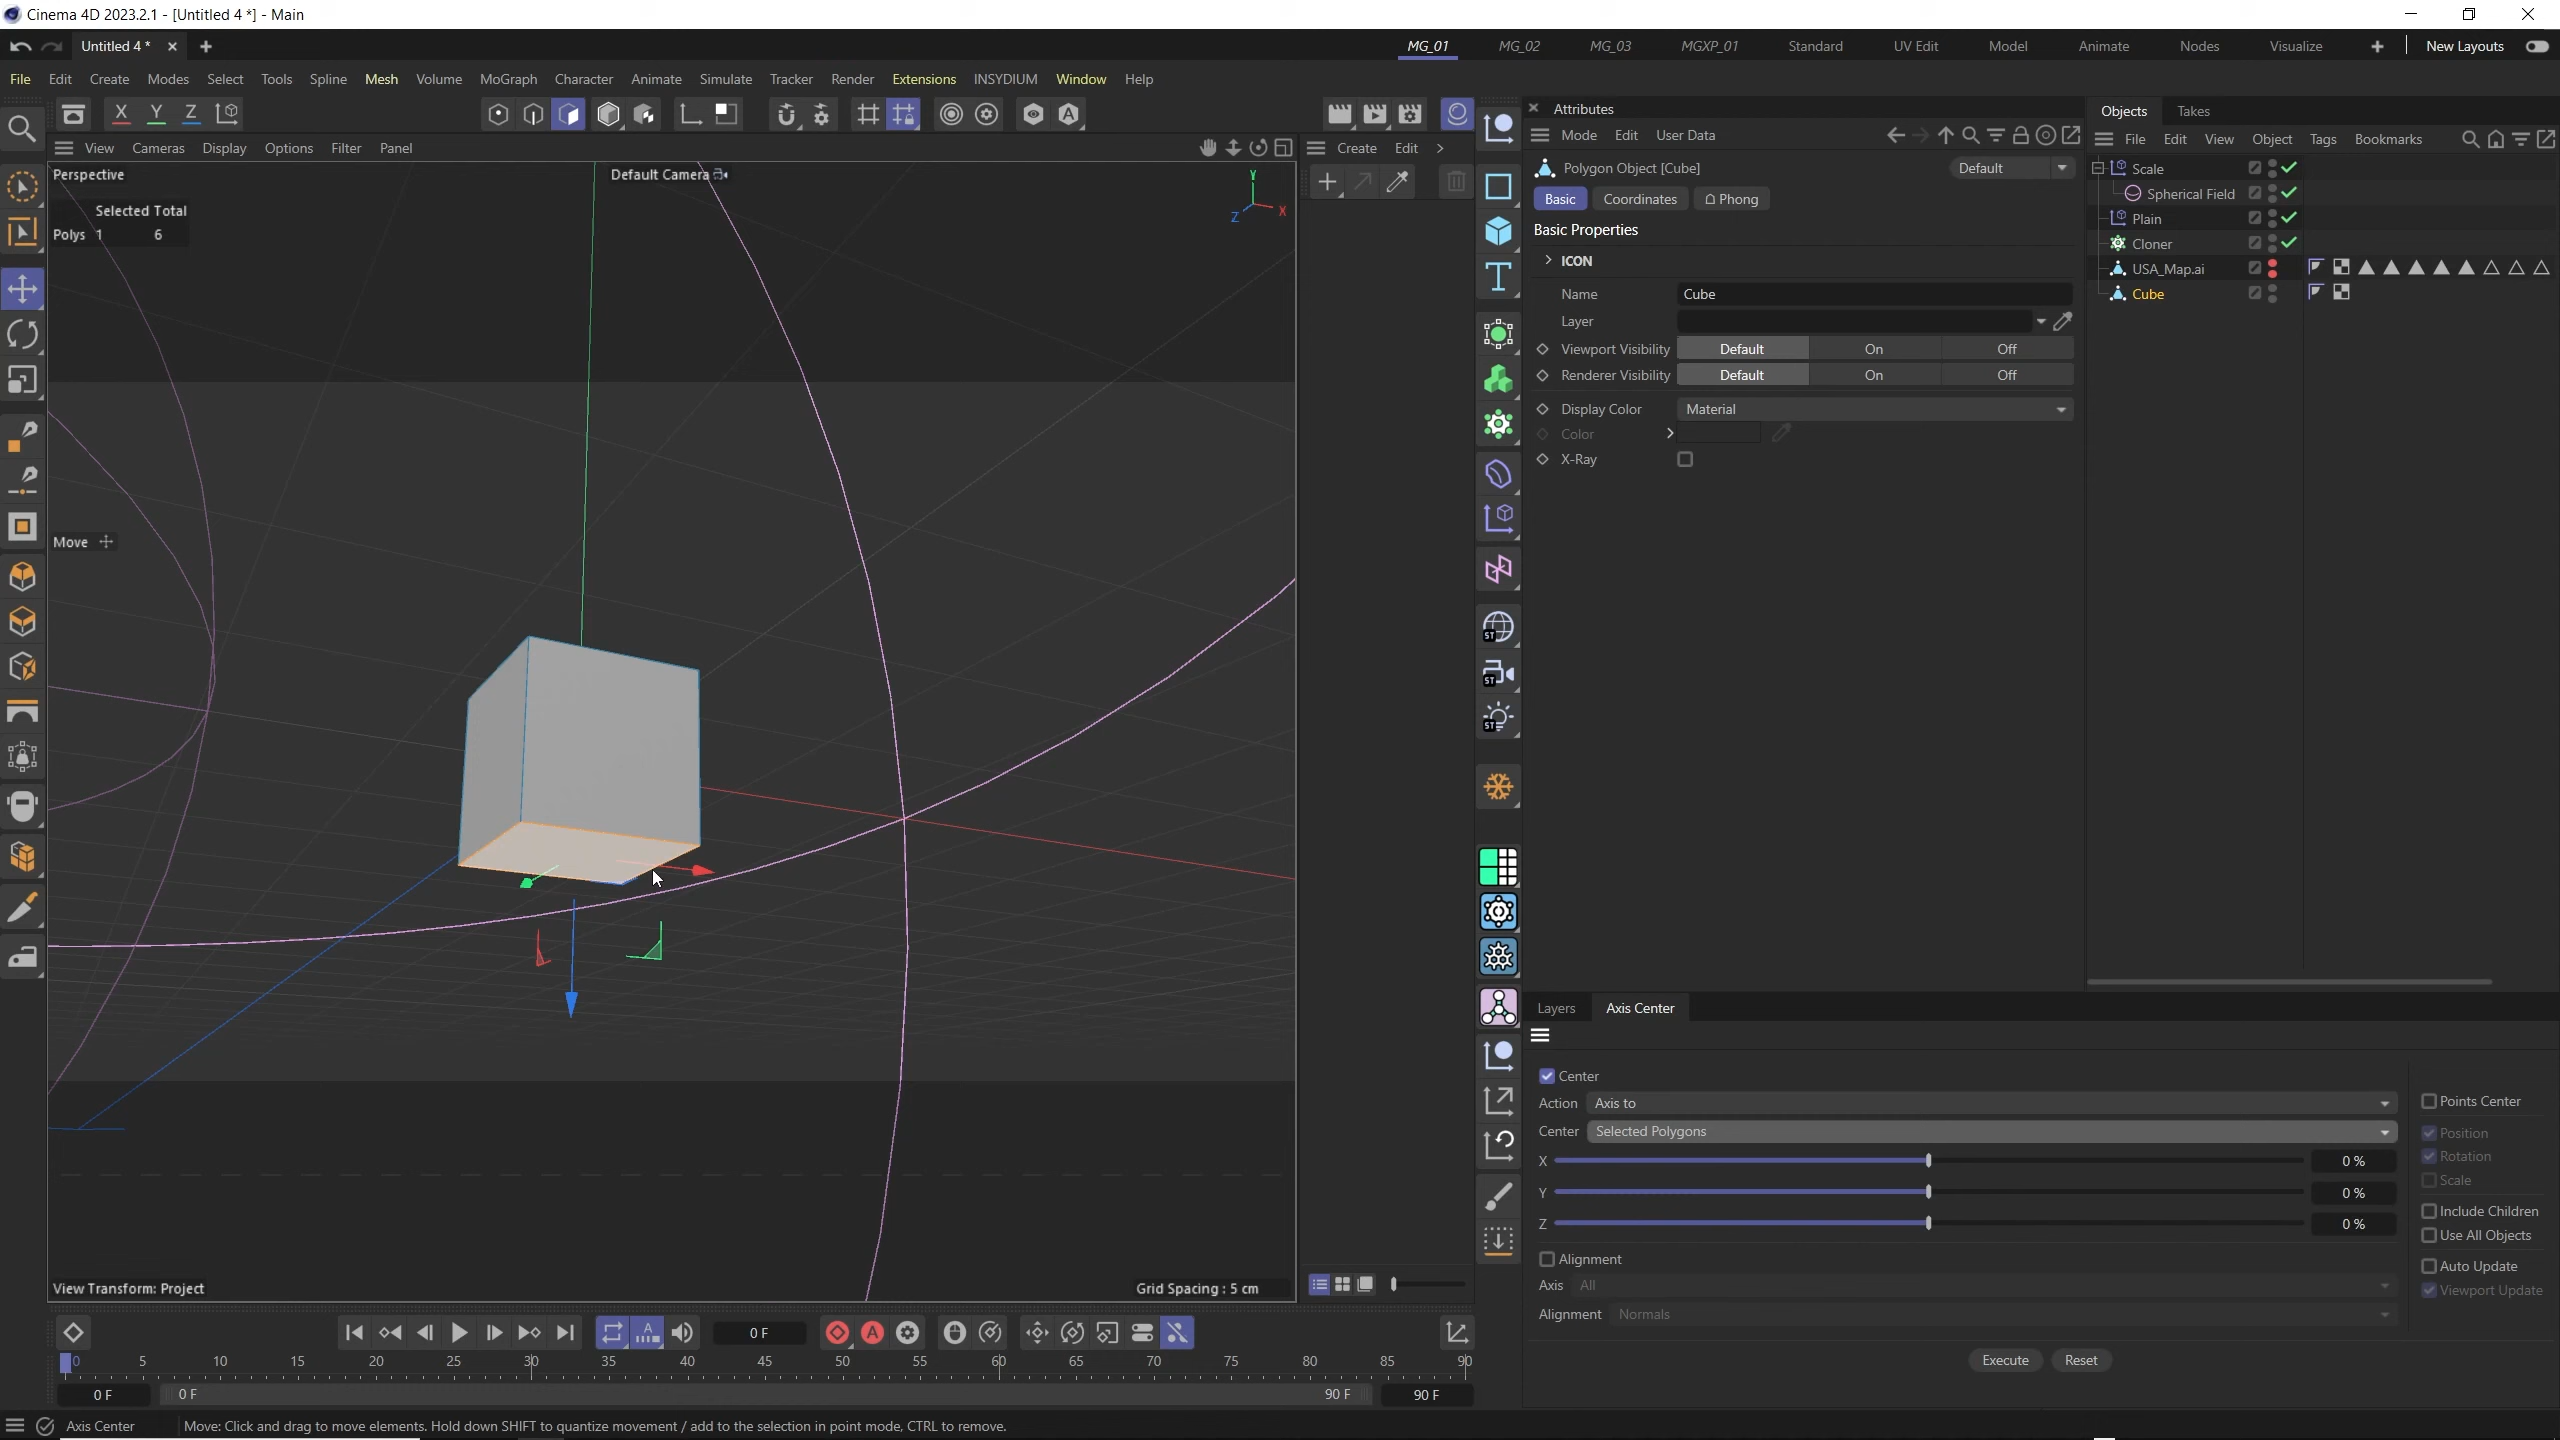 Cinema 4D 2023.2.1 - [Untitled 4 *] - Main
Untitled 4 * MG_01 MG_02 MG_03 MGXP_01 Standard UV Edit Model Animate Nodes Visualize New Layouts
File Edit Create Modes Select Tools Spline Mesh Volume MoGraph Character Animate Simulate Tracker Render Extensions INSYDIUM Window Help
X Y Z
View Cameras Display Options Filter Panel
Perspective
Default Camera
Selected Total
Polys 1 6
Y
Z X
Move
View Transform: Project
Grid Spacing : 5 cm
Create Edit
Attributes
Mode Edit User Data
Polygon Object [Cube]
Default
Basic Coordinates Phong
Basic Properties
ICON
Name Cube
Layer
Viewport Visibility Default On Off
Renderer Visibility Default On Off
Display Color Material
Color
X-Ray
ST
ST
ST
Objects Takes
File Edit View Object Tags Bookmarks
Scale
Spherical Field
Plain
Cloner
USA_Map.ai
Cube
Layers Axis Center
Center
Action Axis to
Center Selected Polygons
X 0 %
Y 0 %
Z 0 %
Alignment
Axis All
Alignment Normals
Points Center
Position
Rotation
Scale
Include Children
Use All Objects
Auto Update
Viewport Update
Execute Reset
A 0 F A
0 5 10 15 20 25 30 35 40 45 50 55 60 65 70 75 80 85 90
0 F 0 F 90 F 90 F
Axis Center Move: Click and drag to move elements. Hold down SHIFT to quantize movement / add to the selection in point mode, CTRL to remove.